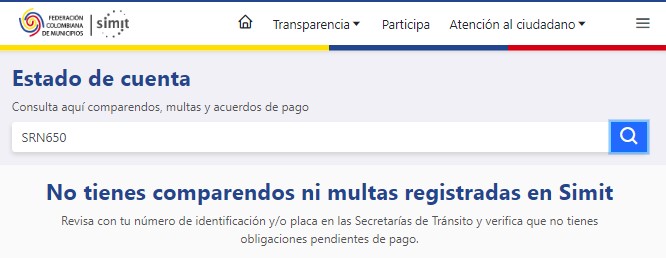 FEDERACIÓN
COLOMBIANA
DE MUNICIPIOS
simit
Transparencia
Participa
Atención al ciudadano
Estado de cuenta
Consulta aquí comparendos, multas y acuerdos de pago
SRN650
No tienes comparendos ni multas registradas en Simit
Revisa con tu número de identificación y/o placa en las Secretarías de Tránsito y verifica que no tienes
obligaciones pendientes de pago.